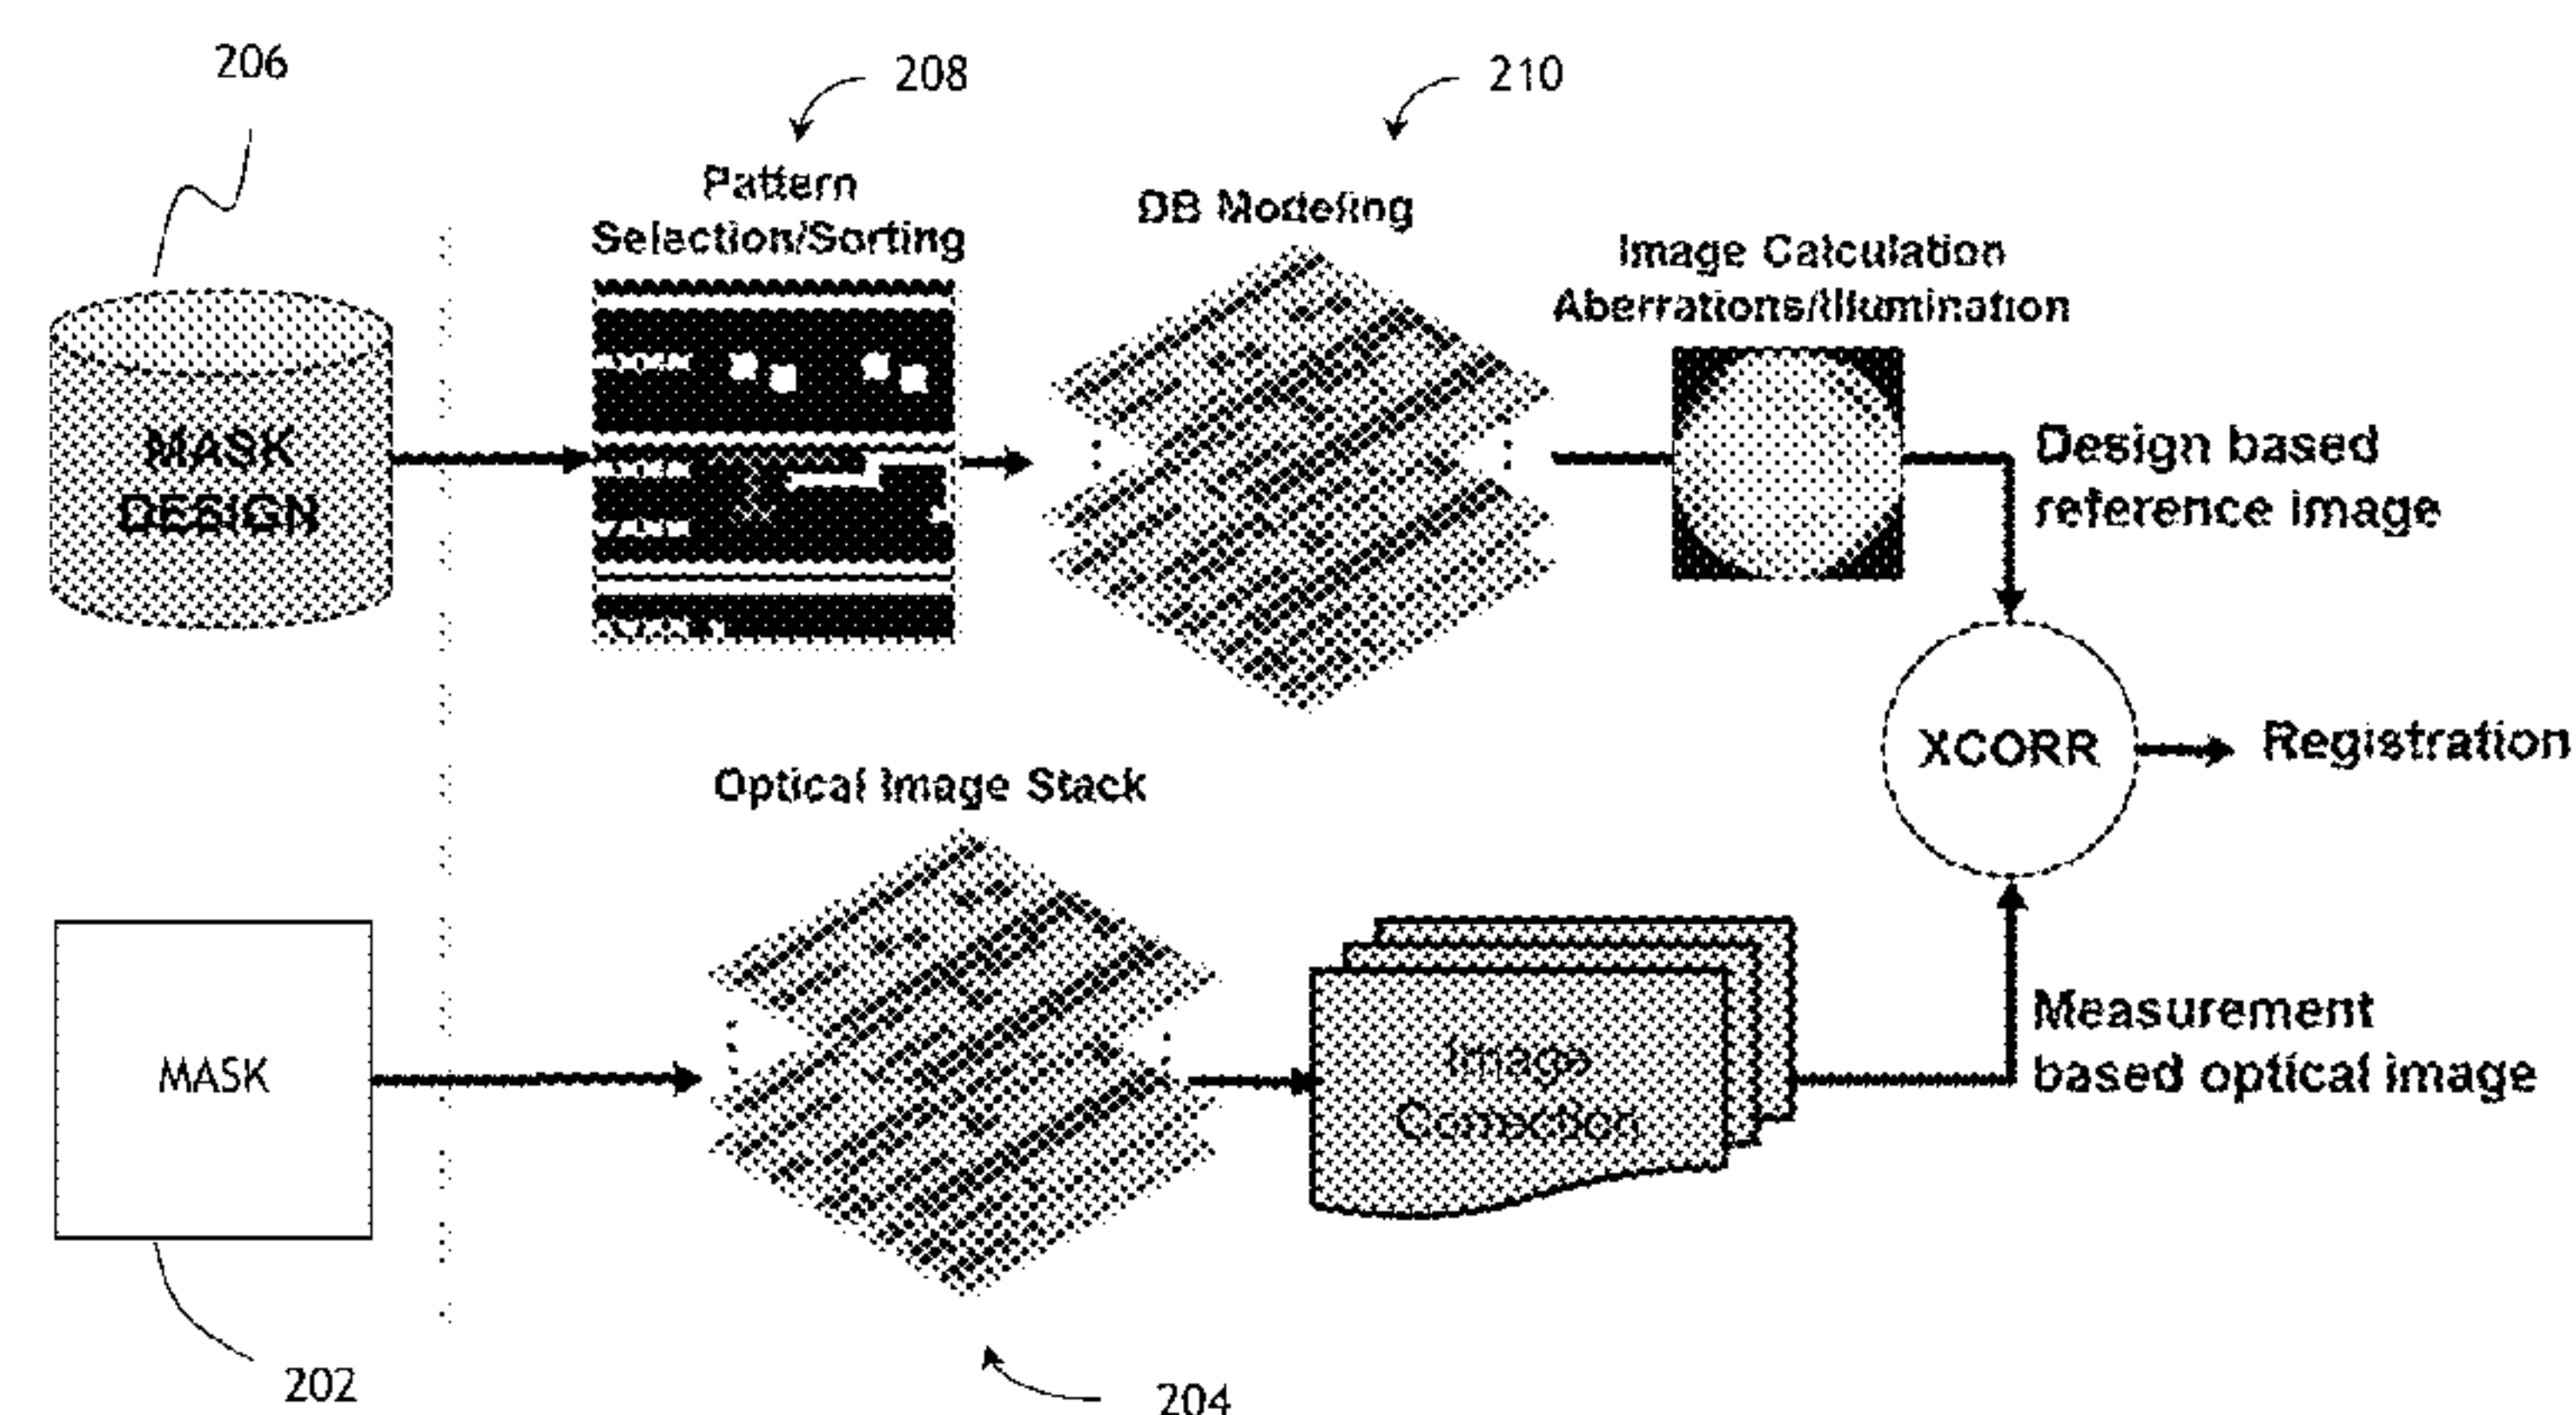 206
208
210
Pattern
Selection/Sorting
DB Modeling
Image Calculation
Aberrations/Illumination
MASK
DESIGN
Design based
reference image
XCORR
Registration
Optical Image Stack
MASK
Image
Correction
Measurement
based optical image
202
204